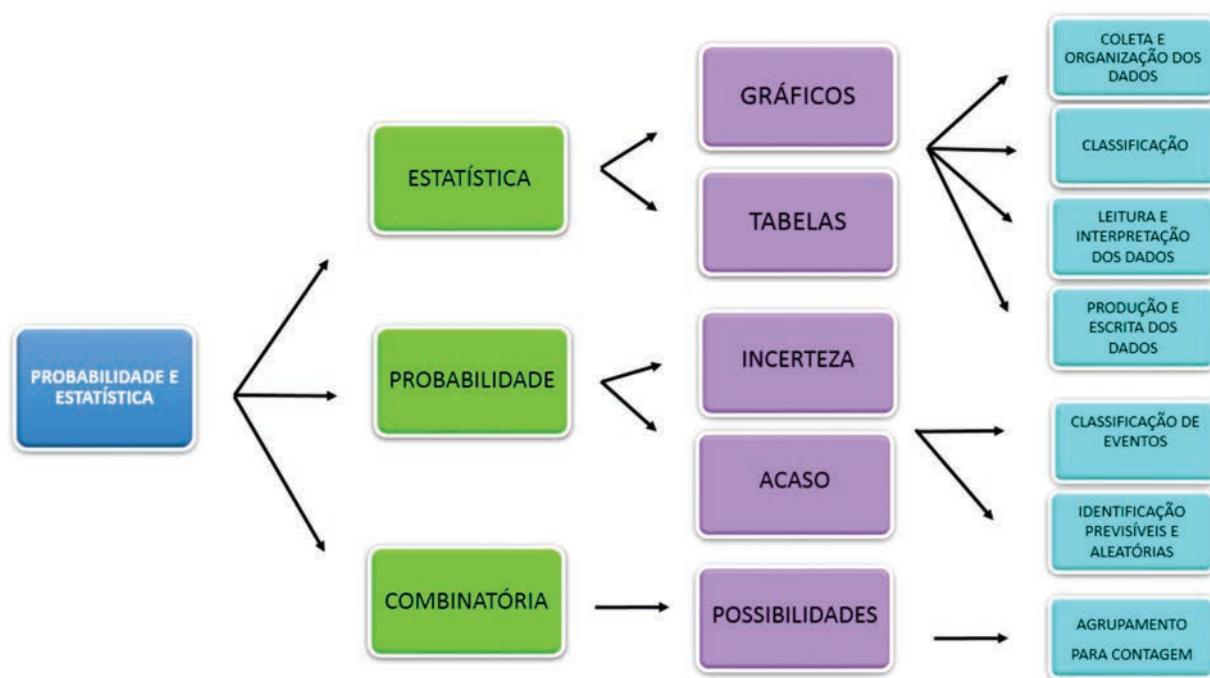 PROBABILIDADE E
ESTATÍSTICA
ESTATÍSTICA
PROBABILIDADE
COMBINATÓRIA
GRÁFICOS
TABELAS
INCERTEZA
ACASO
POSSIBILIDADES
COLETA E
ORGANIZAÇÃO DOS
DADOS
CLASSIFICAÇÃO
LEITURA E
INTERPRETAÇÃO
DOS DADOS
PRODUÇÃO E
ESCRITA DOS
DADOS
CLASSIFICAÇÃO DE
EVENTOS
IDENTIFICAÇÃO
PREVISÍVEIS E
ALEATÓRIAS
AGRUPAMENTO
PARA CONTAGEM